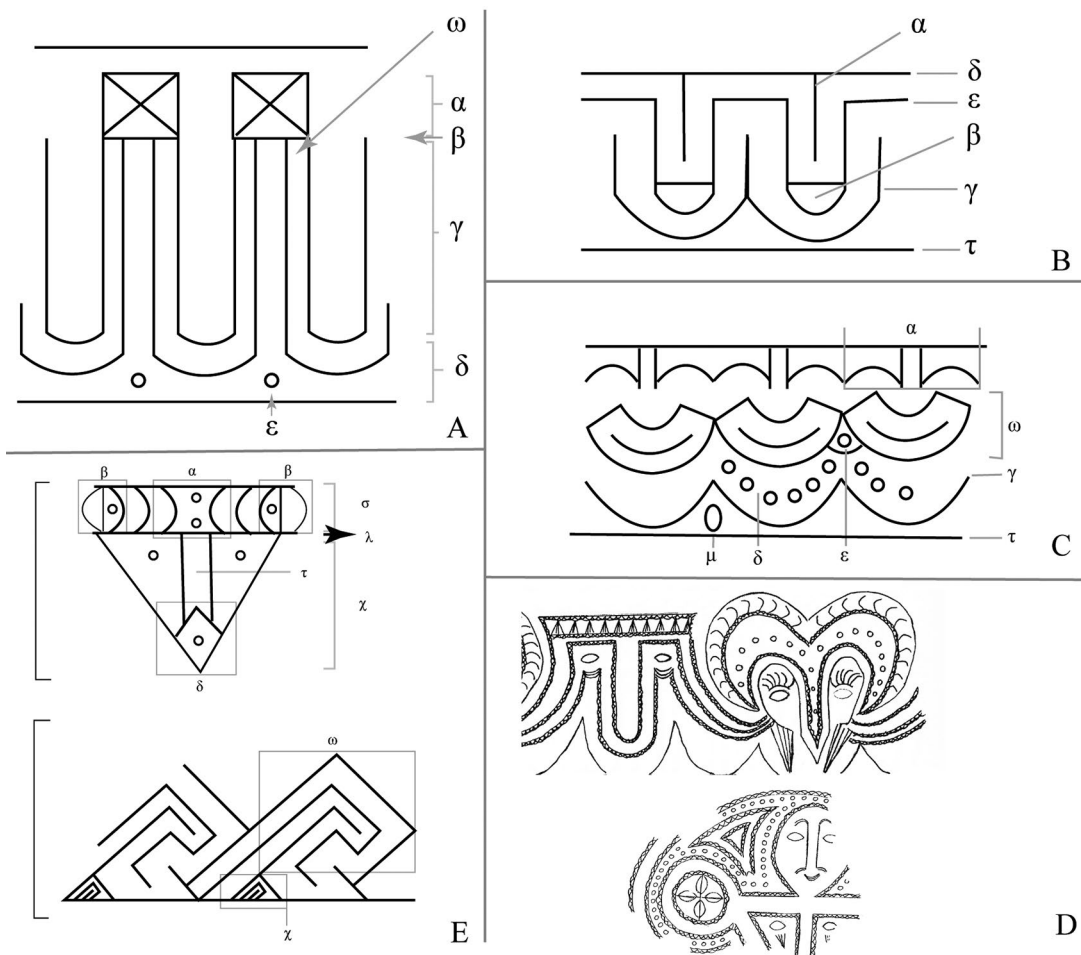 ω
α
β
γ
δ
ε
A
α
δ
ε
β
γ
τ
B
α
ω
γ
τ
μ
δ
ε
C
β
α
β
σ
λ
τ
χ
δ
ω
χ
E
D